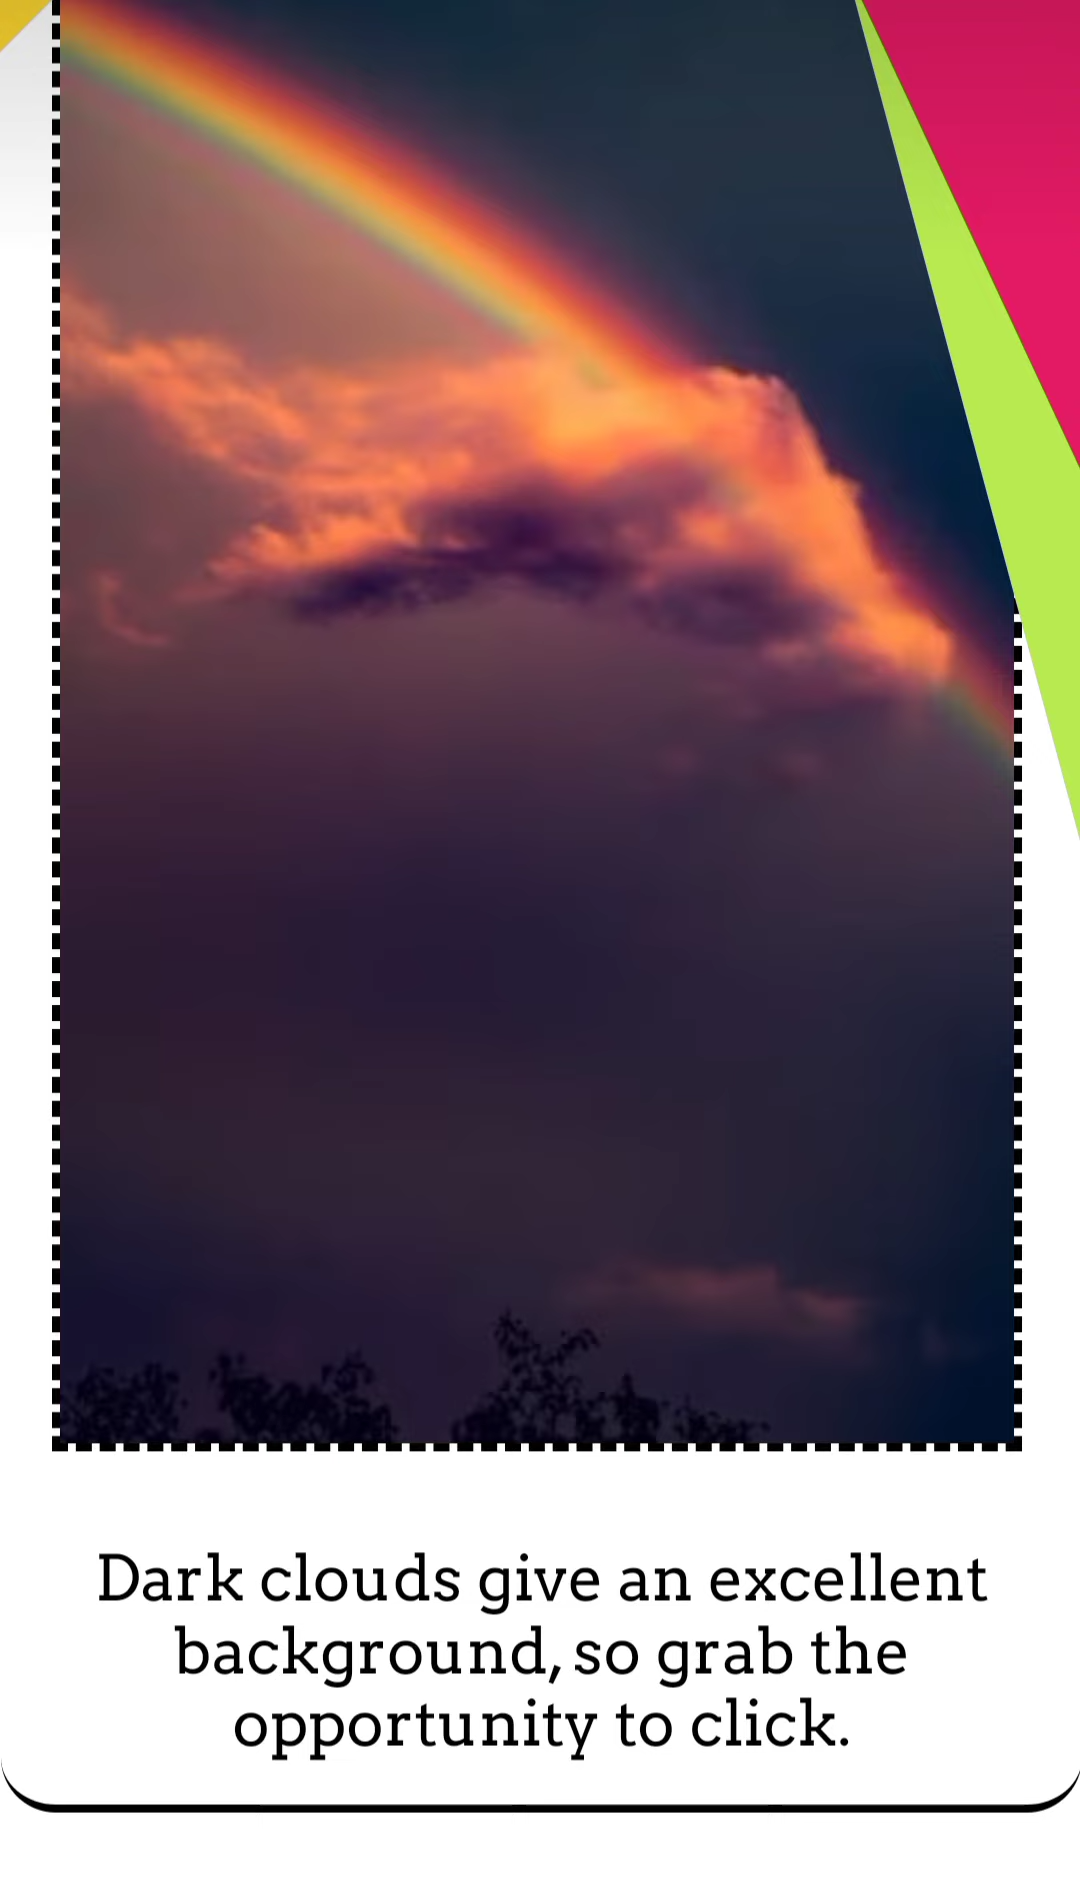 Dark clouds give an excellent
background, so grab the
opportunity to click.